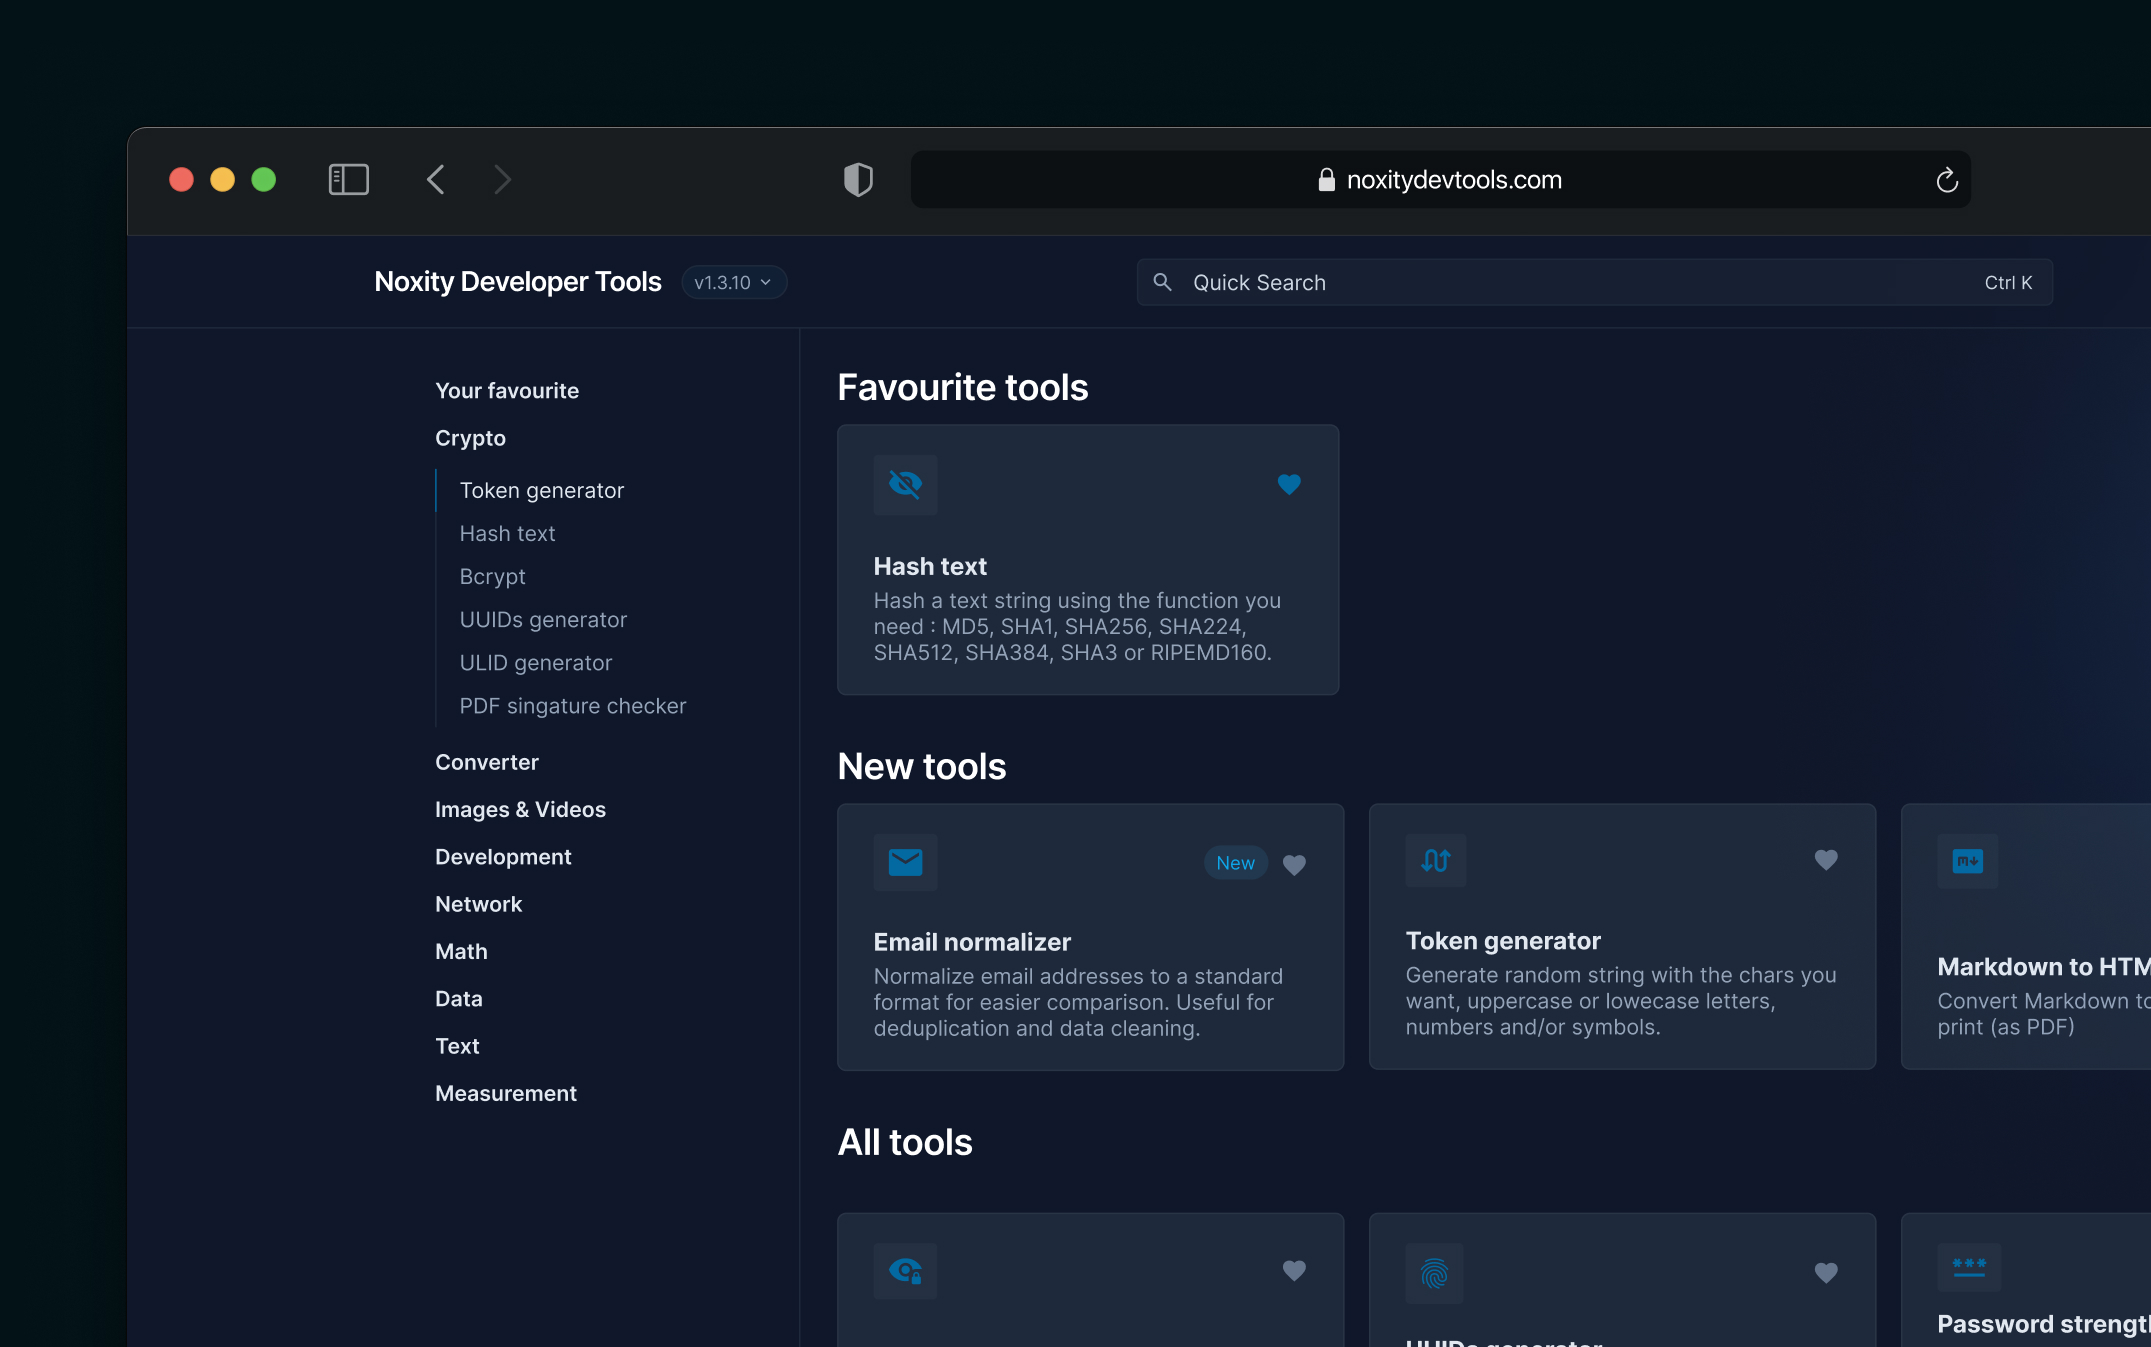 noxitydevtools.com
Noxity Developer Tools
v1.3.10
Quick Search
Ctrl K
Your favourite
Crypto
Token generator
Hash text
Bcrypt
UUIDs generator
ULID generator
PDF singature checker
Converter
Images & Videos
Development
Network
Math
Data
Text
Measurement
Favourite tools
Hash text
Hash a text string using the function you
need : MD5, SHA1, SHA256, SHA224,
SHA512, SHA384, SHA3 or RIPEMD160.
New tools
New
Email normalizer
Normalize email addresses to a standard
format for easier comparison. Useful for
deduplication and data cleaning.
Token generator
Generate random string with the chars you
want, uppercase or lowecase letters,
numbers and/or symbols.
Markdown to HTM
Convert Markdown to
print (as PDF)
All tools
UUIDs generator
Password strengt